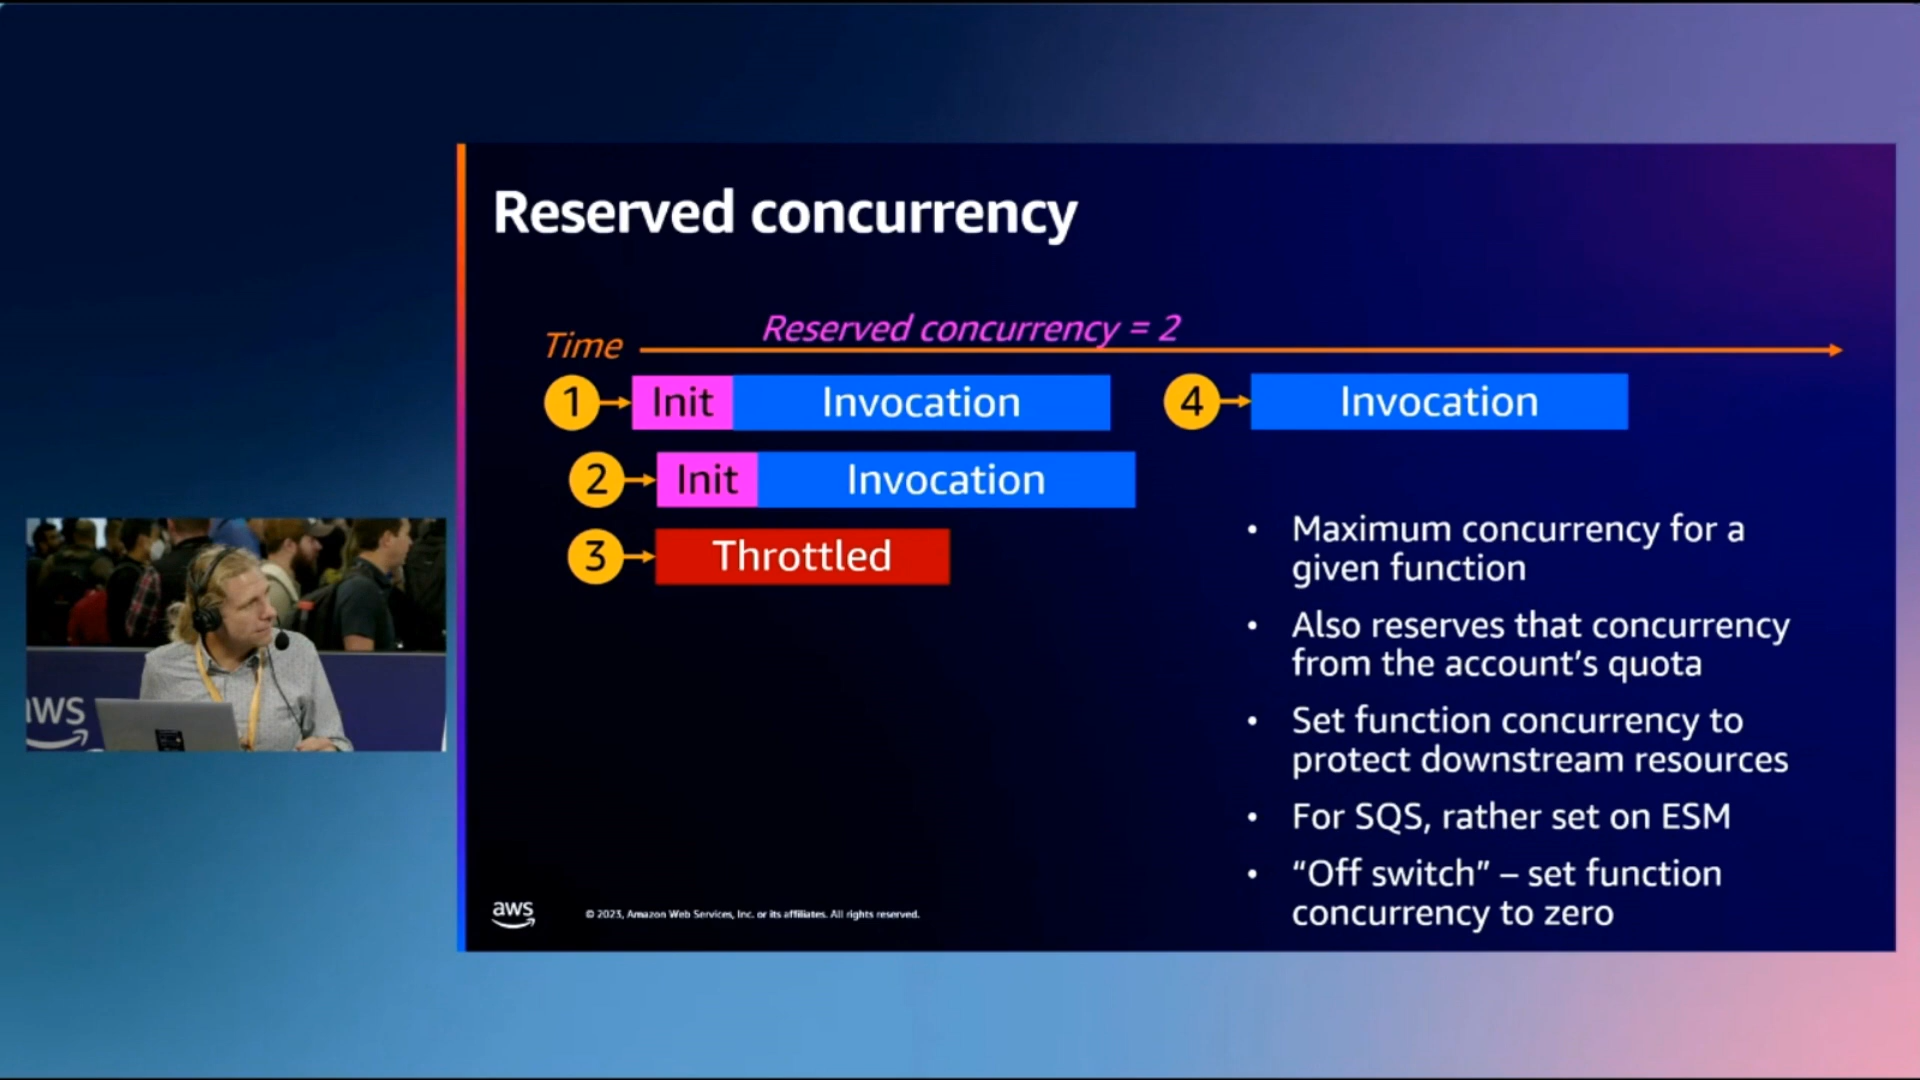 Reserved concurrency
Reserved concurrency = 2
Time
1 Init Invocation
4 Invocation
2 Init Invocation
3 Throttled
• Maximum concurrency for a
given function
• Also reserves that concurrency
from the account’s quota
• Set function concurrency to
protect downstream resources
• For SQS, rather set on ESM
• “Off switch” – set function
concurrency to zero
aws
© 2023, Amazon Web Services, Inc. or its affiliates. All rights reserved.
aws